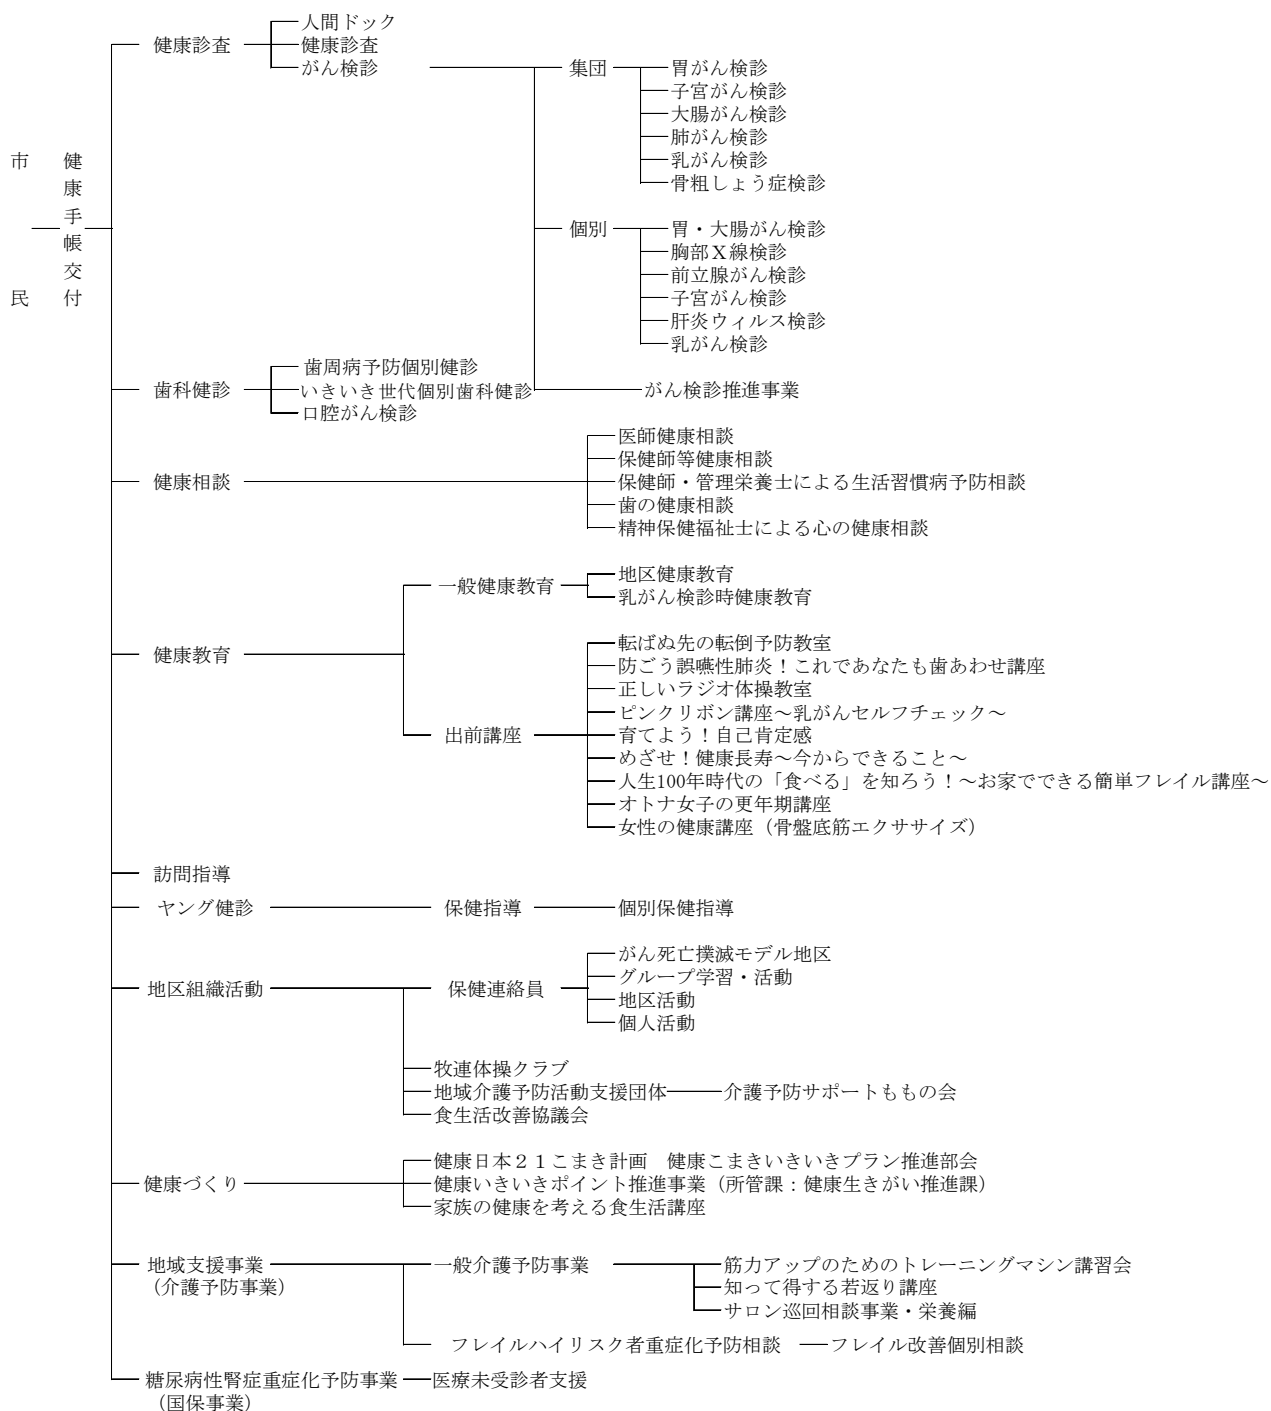 市民
健康手帳交付
健康診査
人間ドック
健康診査
がん検診
集団
胃がん検診
子宮がん検診
大腸がん検診
肺がん検診
乳がん検診
骨粗しょう症検診
個別
胃・大腸がん検診
胸部X線検診
前立腺がん検診
子宮がん検診
肝炎ウィルス検診
乳がん検診
がん検診推進事業
歯科健診
歯周病予防個別健診
いきいき世代個別歯科健診
口腔がん検診
健康相談
医師健康相談
保健師等健康相談
保健師・管理栄養士による生活習慣病予防相談
歯の健康相談
精神保健福祉士による心の健康相談
健康教育
一般健康教育
地区健康教育
乳がん検診時健康教育
出前講座
転ばぬ先の転倒予防教室
防ごう誤嚥性肺炎！これであなたも歯あわせ講座
正しいラジオ体操教室
ピンクリボン講座～乳がんセルフチェック～
育てよう！自己肯定感
めざせ！健康長寿～今からできること～
人生100年時代の「食べる」を知ろう！～お家でできる簡単フレイル講座～
オトナ女子の更年期講座
女性の健康講座（骨盤底筋エクササイズ）
訪問指導
ヤング健診
保健指導
個別保健指導
地区組織活動
保健連絡員
がん死亡撲滅モデル地区
グループ学習・活動
地区活動
個人活動
牧連体操クラブ
地域介護予防活動支援団体
介護予防サポートももの会
食生活改善協議会
健康づくり
健康日本２１こまき計画　健康こまきいきいきプラン推進部会
健康いきいきポイント推進事業（所管課：健康生きがい推進課）
家族の健康を考える食生活講座
地域支援事業
（介護予防事業）
一般介護予防事業
筋力アップのためのトレーニングマシン講習会
知って得する若返り講座
サロン巡回相談事業・栄養編
フレイルハイリスク者重症化予防相談
フレイル改善個別相談
糖尿病性腎症重症化予防事業
（国保事業）
医療未受診者支援